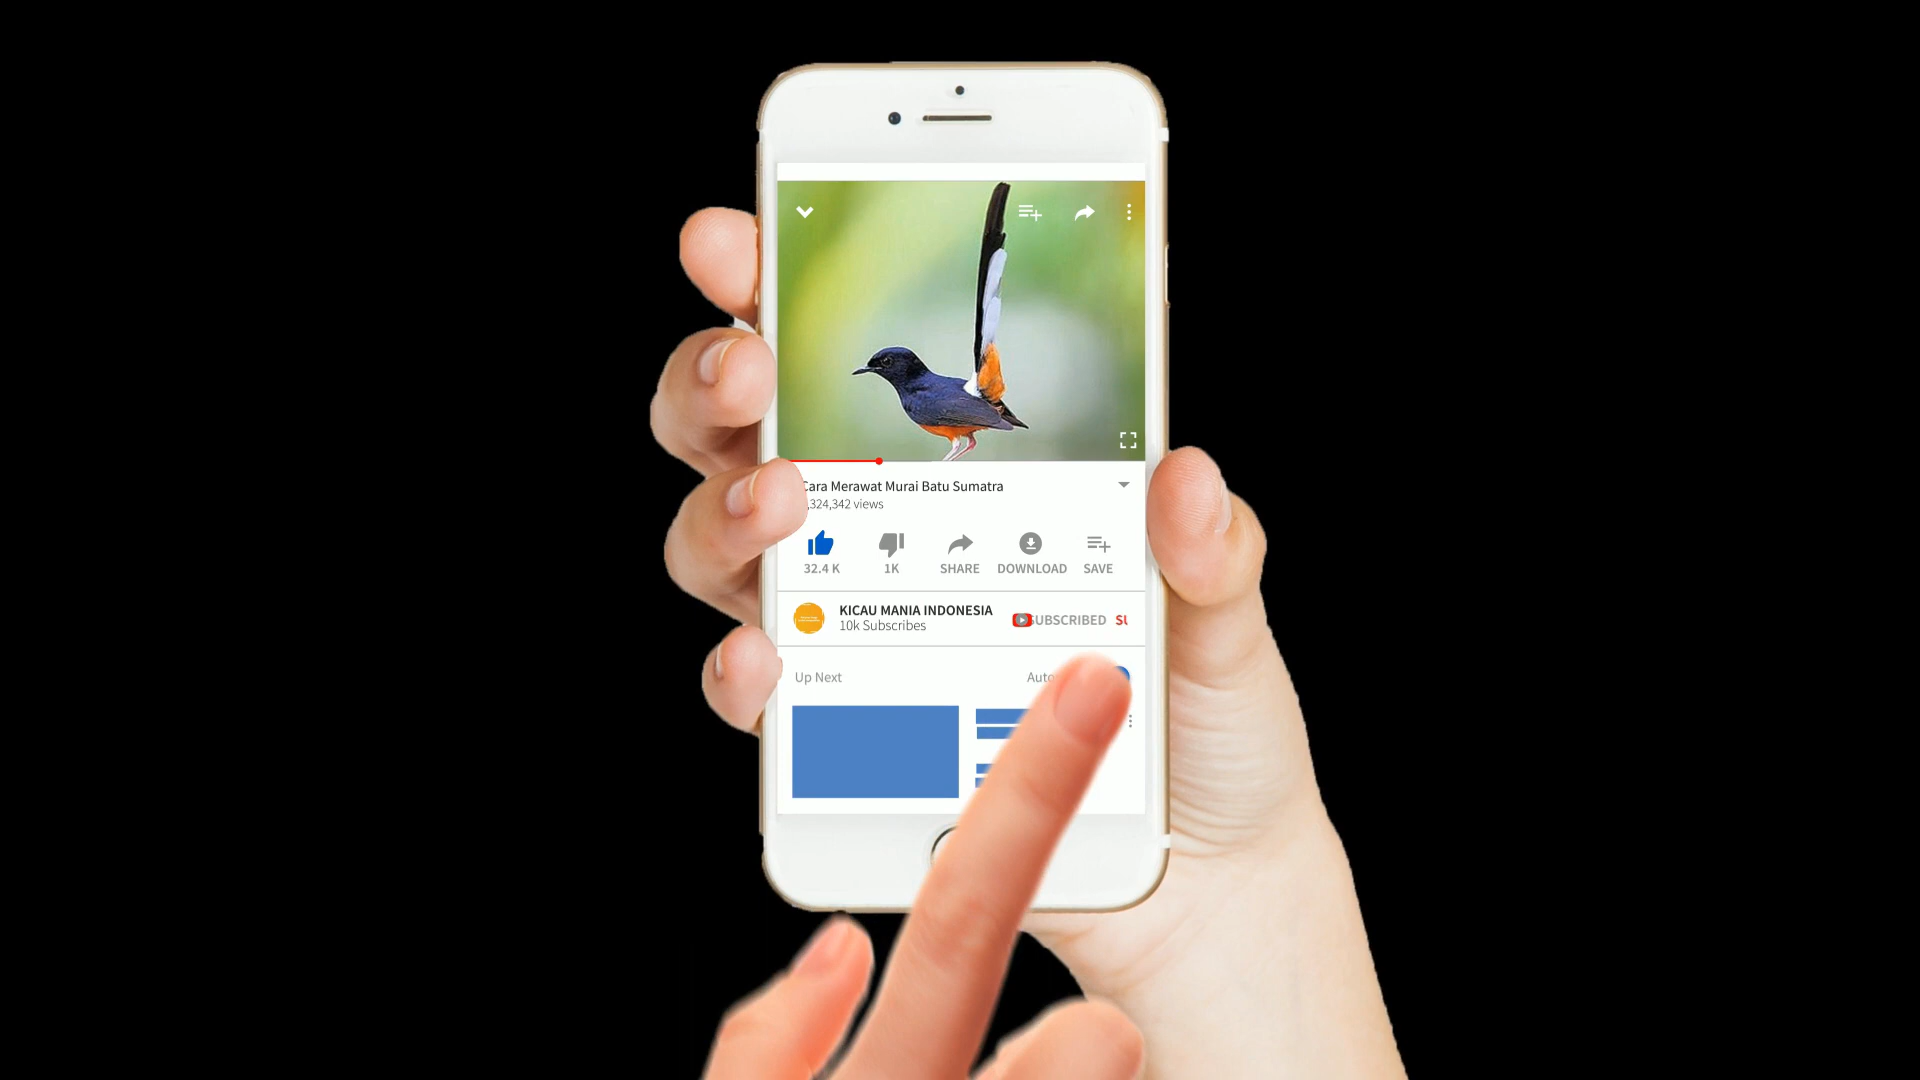 Cara Merawat Murai Batu Sumatra
,324,342 views
32.4 K
1K
SHARE
DOWNLOAD
SAVE
KICAU MANIA INDONESIA
10k Subscribes
UBSCRIBED
Up Next